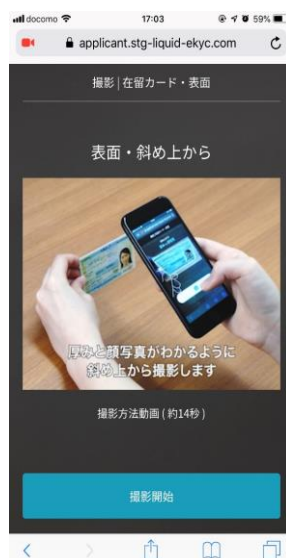 docomo 17:03 59%
applicant.stg-liquid-ekyc.com
撮影 | 在留カード・表面
表面・斜め上から
厚みと顔写真がわかるように
斜め上から撮影します
撮影方法動画 ( 約14秒 )
撮影開始